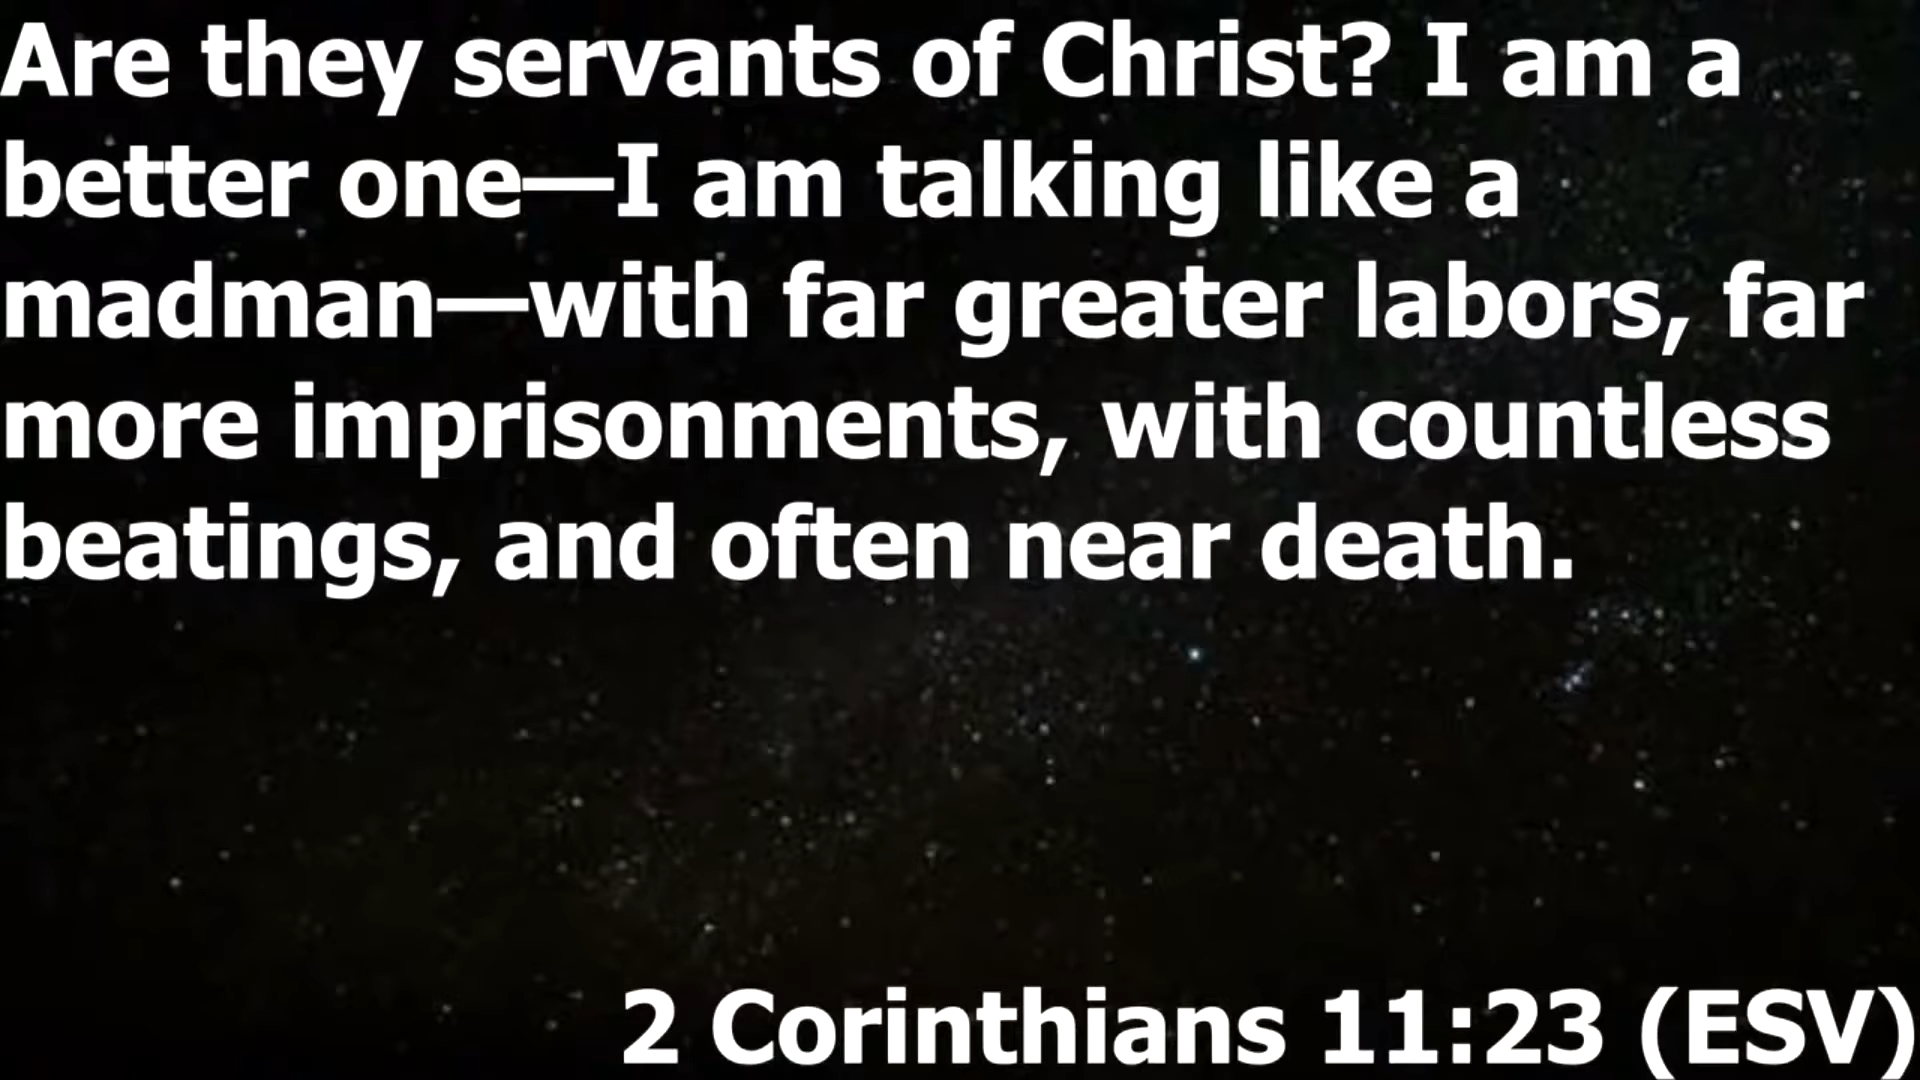 Are they servants of Christ? I am a
better one—I am talking like a
madman—with far greater labors, far
more imprisonments, with countless
beatings, and often near death.
2 Corinthians 11:23 (ESV)